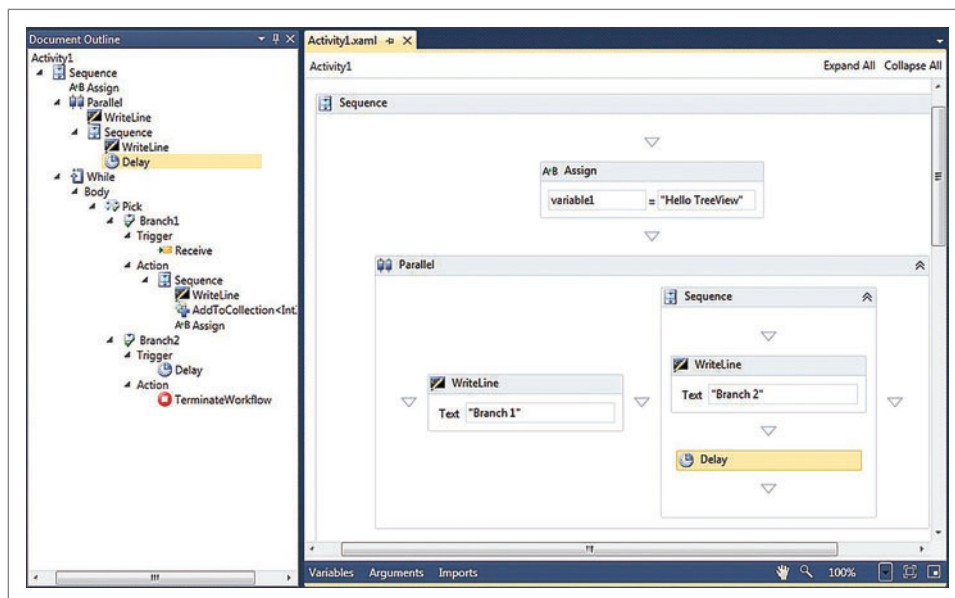 Document Outline
Activity1
Sequence
A+B Assign
Parallel
WriteLine
Sequence
WriteLine
Delay
While
Body
Pick
Branch1
Trigger
Receive
Action
Sequence
WriteLine
AddToCollection<Int
A+B Assign
Branch2
Trigger
Delay
Action
TerminateWorkflow
Activity1.xaml
Activity1
Expand All Collapse All
Sequence
A+B Assign
variable1 = "Hello TreeView"
Parallel
Sequence
WriteLine
Text "Branch 1"
WriteLine
Text "Branch 2"
Delay
Variables Arguments Imports
100%